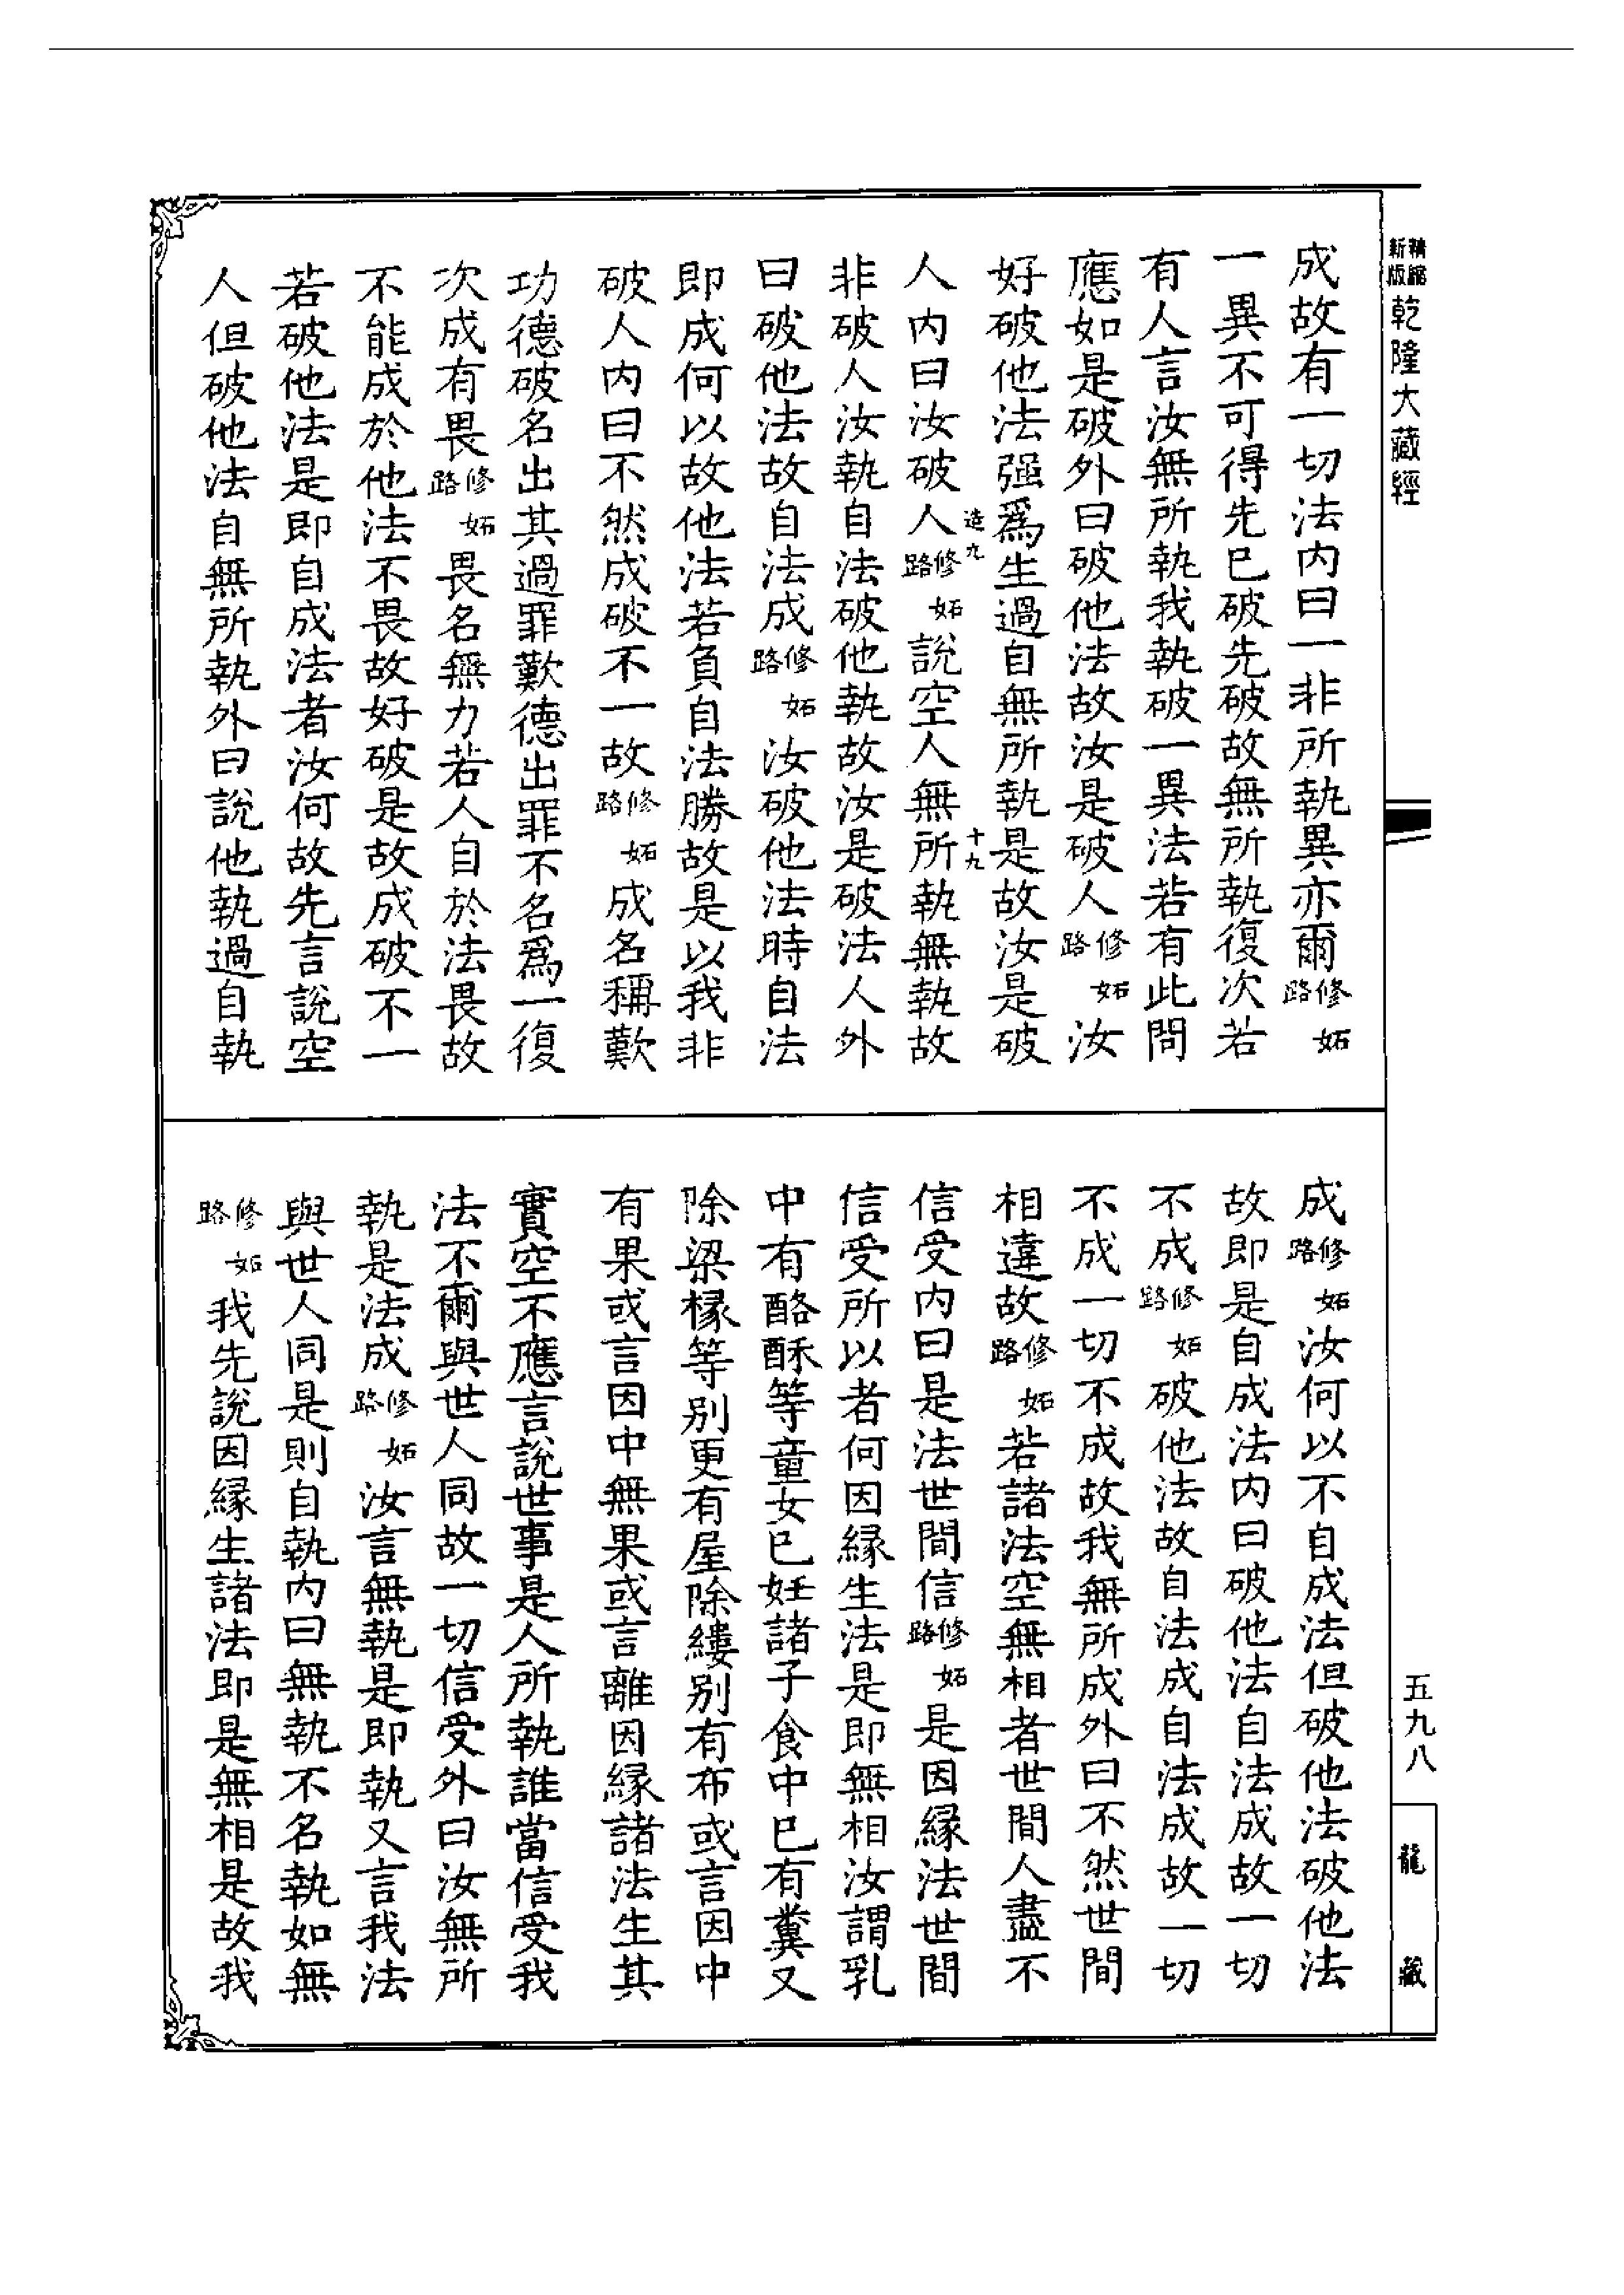 精縮新版 乾隆大藏經
成故有一切法内曰一非所執異亦爾修妬路
一異不可得先已破先破故無所執復次若
有人言汝無所執我執破一異法若有此問
應如是破外曰破他法故汝是破人修妬路汝
好破他法强爲生過自無所執是故汝是破
造九 十九
人内曰汝破人修妬路說空人無所執無執故
非破人汝執自法破他執故汝是破法人外
曰破他法故自法成修妬路汝破他法時自法
即成何以故他法若負自法勝故是以我非
破人内曰不然成破不一故修妬路成名稱歎
功德破名出其過罪歎德出罪不名爲一復
次成有畏修妬路畏名無力若人自於法畏故
不能成於他法不畏故好破是故成破不一
若破他法是即自成法者汝何故先言說空
人但破他法自無所執外曰說他執過自執
成修妬路汝何以不自成法但破他法破他法
故即是自成法内曰破他法自法成故一切
不成修妬路破他法故自法成自法成故一切
不成一切不成故我無所成外曰不然世間
相違故修妬路若諸法空無相者世間人盡不
信受内曰是法世間信修妬路是因緣法世間
信受所以者何因緣生法是即無相汝謂乳
中有酪酥等童女已妊諸子食中已有糞又
除梁椽等别更有屋除縷别有布或言因中
有果或言因中無果或言離因緣諸法生其
實空不應言說世事是人所執誰當信受我
法不爾與世人同故一切信受外曰汝無所
執是法成修妬路汝言無執是即執又言我法
與世人同是則自執内曰無執不名執如無
修妬路我先說因緣生諸法即是無相是故我
五九八
龍藏